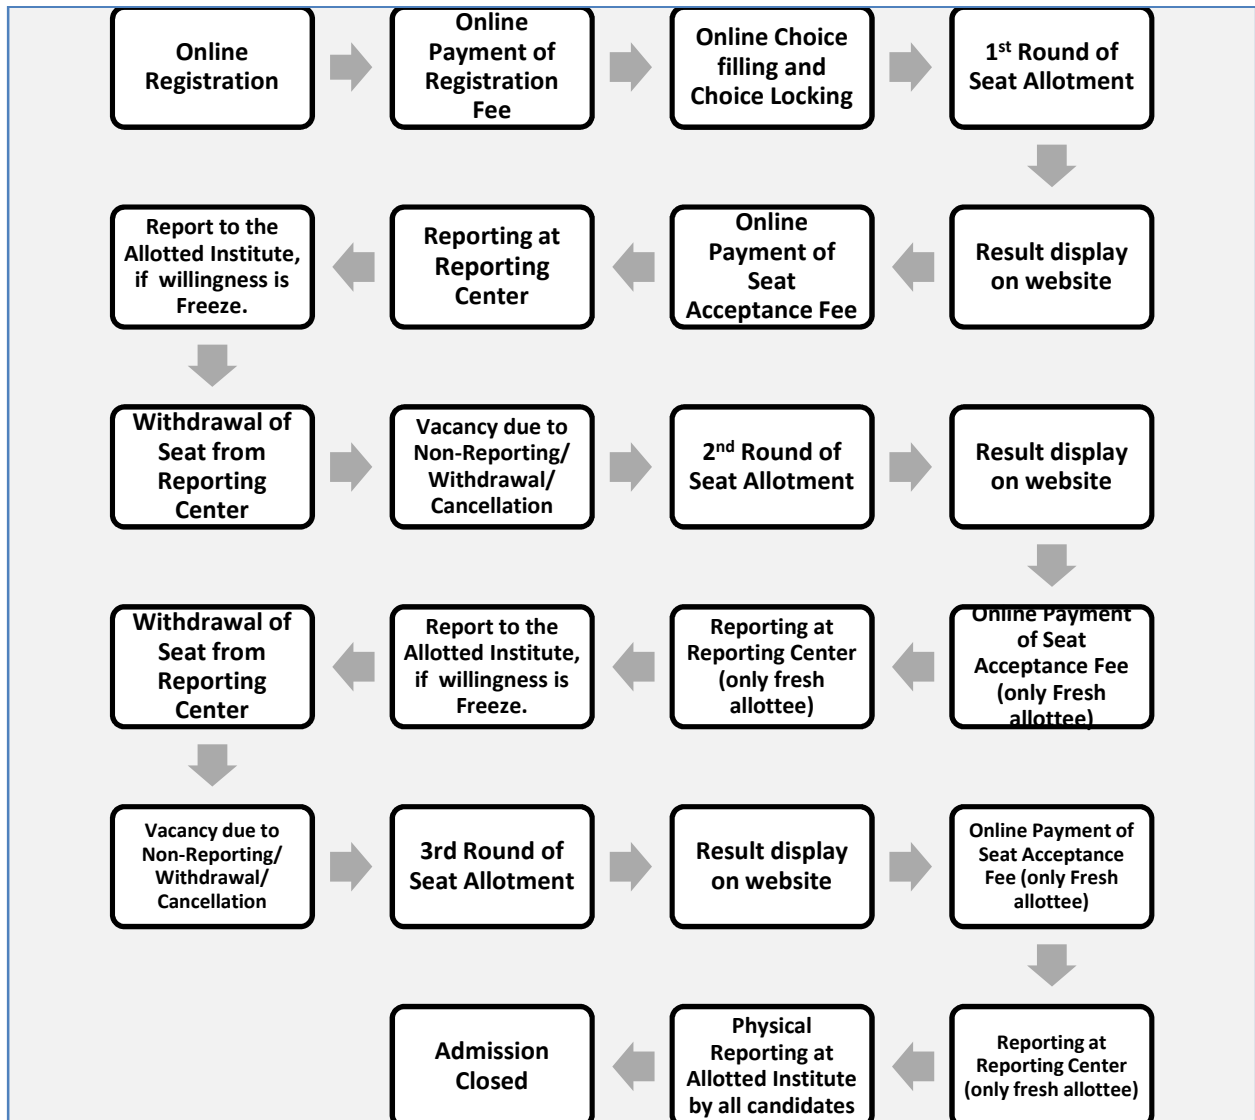 Online
Registration
Online
Payment of
Registration
Fee
Online Choice
filling and
Choice Locking
1st Round of
Seat Allotment
Result display
on website
Online
Payment of
Seat
Acceptance Fee
Reporting at
Reporting
Center
Report to the
Allotted Institute,
if willingness is
Freeze.
Withdrawal of
Seat from
Reporting
Center
Vacancy due to
Non-Reporting/
Withdrawal/
Cancellation
2nd Round of
Seat Allotment
Result display
on website
Online Payment
of Seat
Acceptance Fee
(only Fresh
allottee)
Reporting at
Reporting Center
(only fresh
allottee)
Report to the
Allotted Institute,
if willingness is
Freeze.
Withdrawal of
Seat from
Reporting
Center
Vacancy due to
Non-Reporting/
Withdrawal/
Cancellation
3rd Round of
Seat Allotment
Result display
on website
Online Payment of
Seat Acceptance
Fee (only Fresh
allottee)
Reporting at
Reporting Center
(only fresh allottee)
Physical
Reporting at
Allotted Institute
by all candidates
Admission
Closed